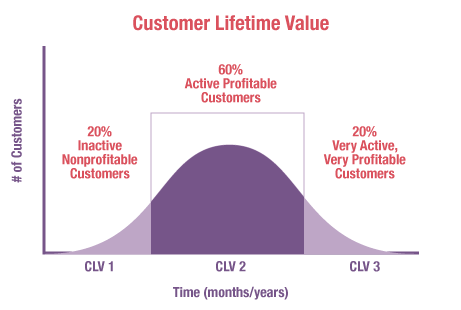 Customer Lifetime Value
60%
Active Profitable
Customers
20%
Inactive
Nonprofitable
Customers
20%
Very Active,
Very Profitable
Customers
# of Customers
CLV 1
CLV 2
CLV 3
Time (months/years)